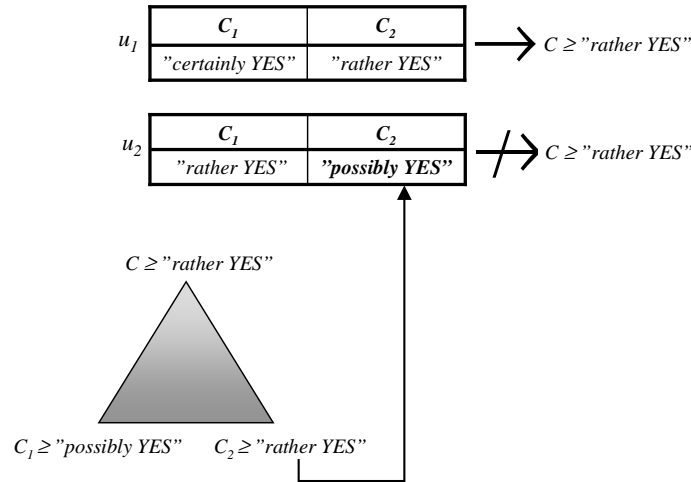 C₁ C₂
u₁ "certainly YES" "rather YES" C ≥ "rather YES"
C₁ C₂
u₂ "rather YES" "possibly YES" C ≥ "rather YES"
C ≥ "rather YES"
C₁ ≥ "possibly YES" C₂ ≥ "rather YES"